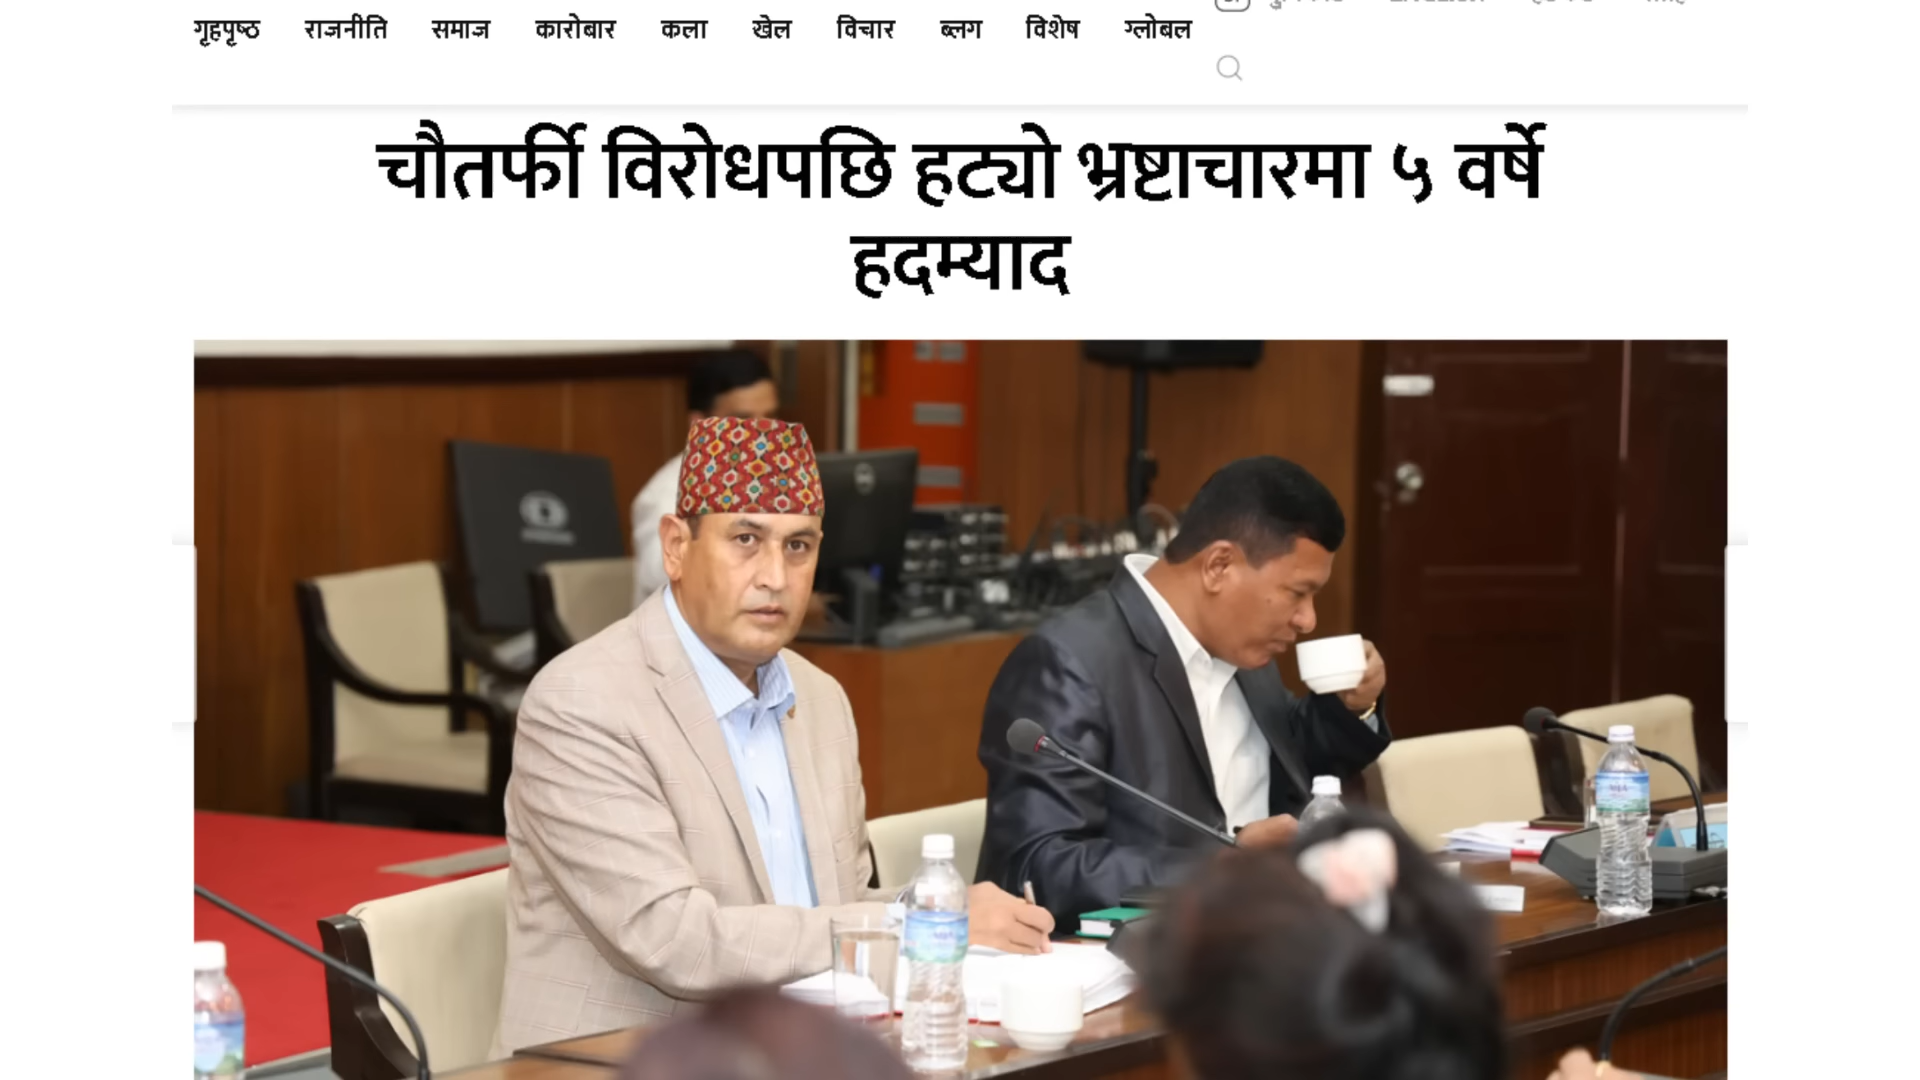 गृहपृष्ठ राजनीति समाज कारोबार कला खेल विचार ब्लग विशेष ग्लोबल
चौतर्फी विरोधपछि हट्यो भ्रष्टाचारमा ५ वर्षे
हदम्याद